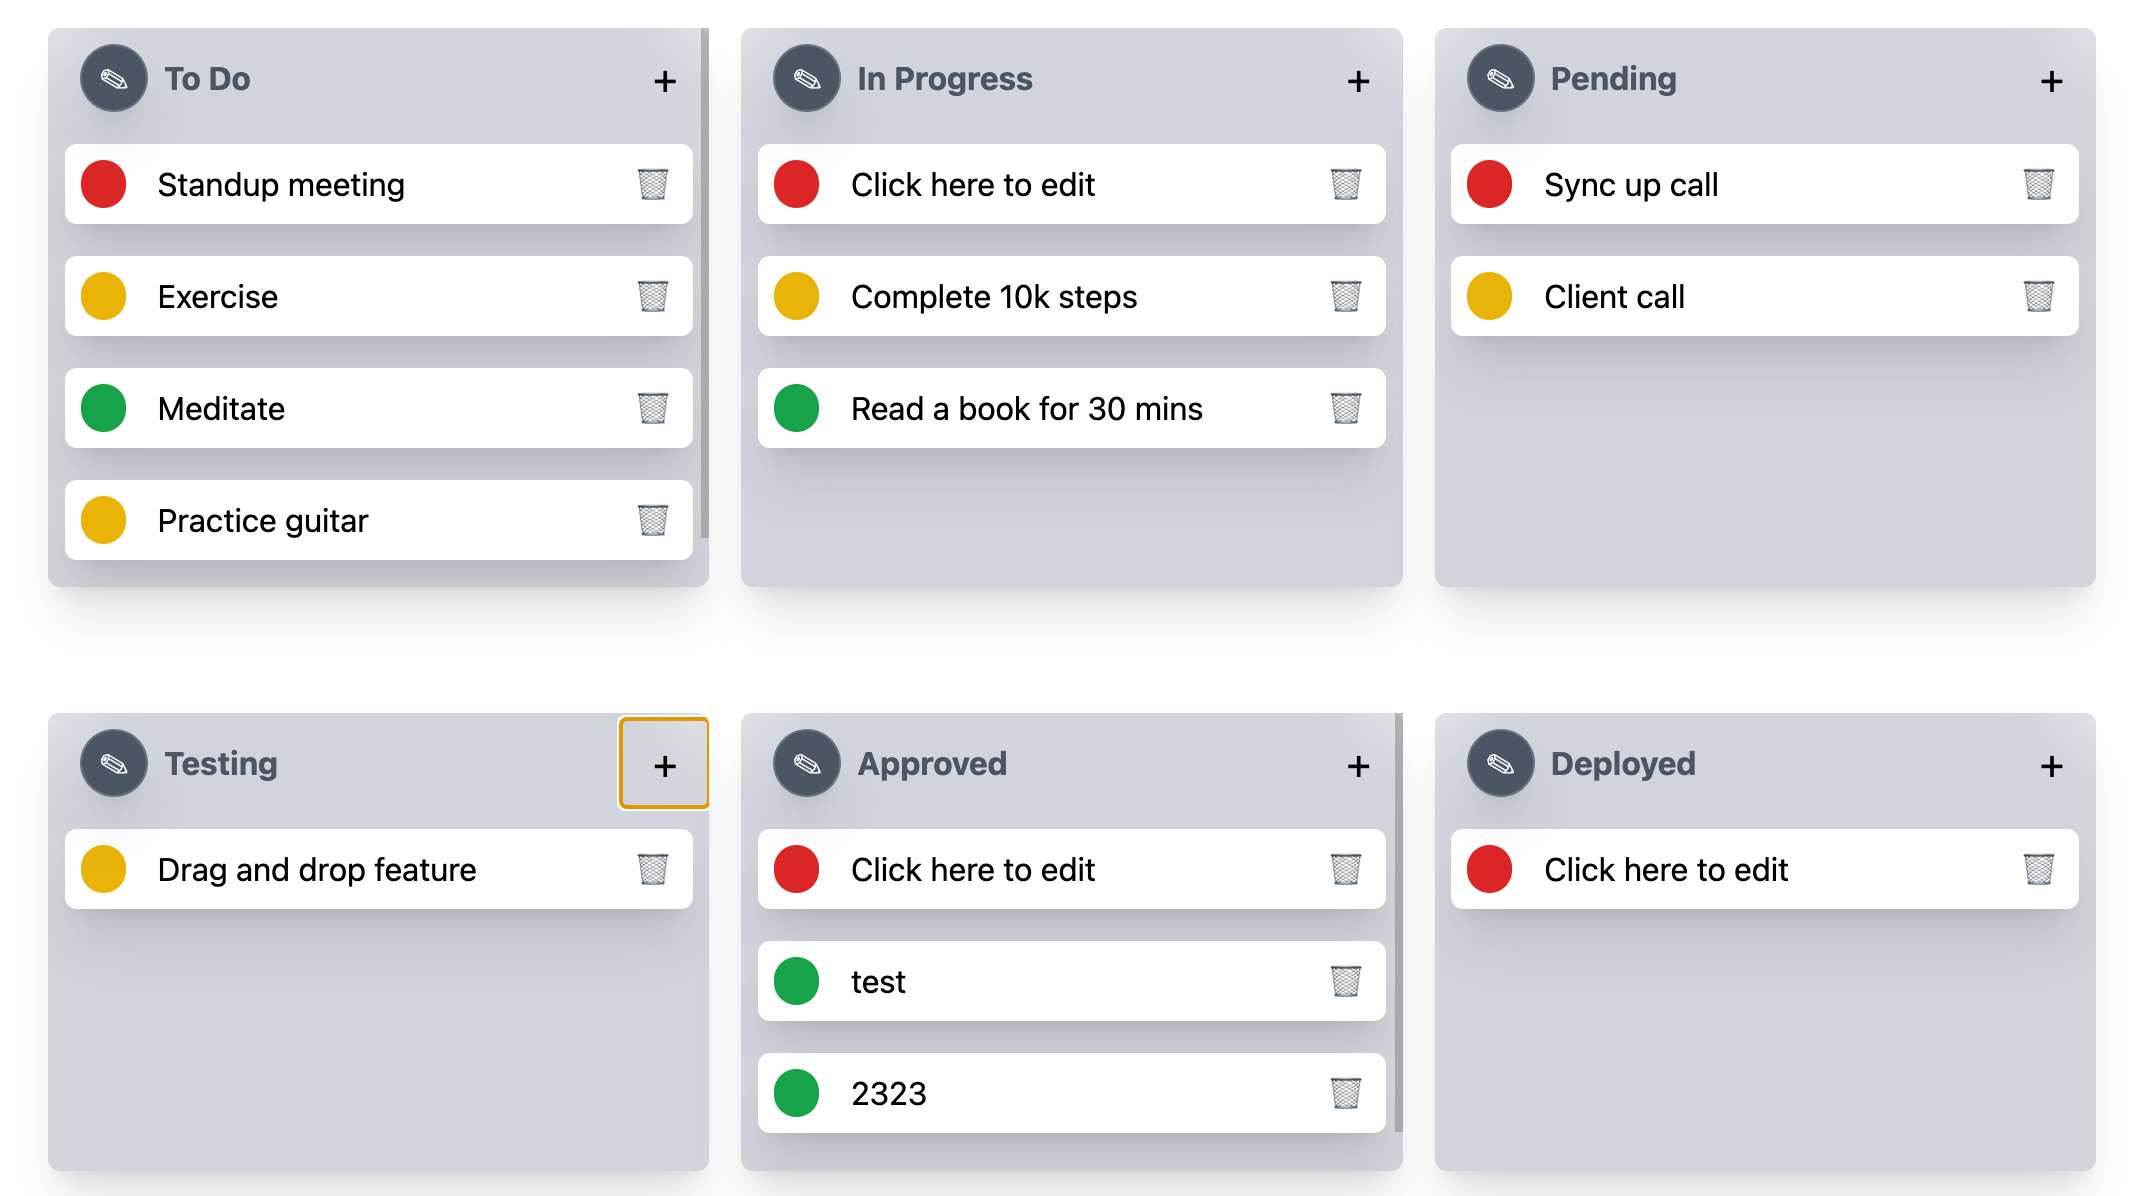 To Do
+
Standup meeting
Exercise
Meditate
Practice guitar
In Progress
+
Click here to edit
Complete 10k steps
Read a book for 30 mins
Pending
+
Sync up call
Client call
Testing
+
Drag and drop feature
Approved
+
Click here to edit
test
2323
Deployed
+
Click here to edit